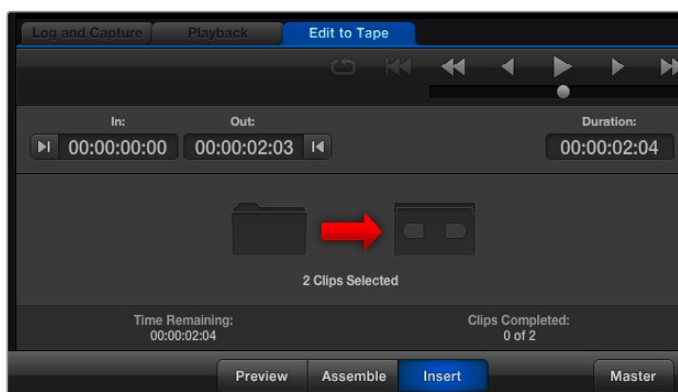 Log and Capture Playback Edit to Tape
In: Out: Duration:
00:00:00:00 00:00:02:03 00:00:02:04
2 Clips Selected
Time Remaining: Clips Completed:
00:00:02:04 0 of 2
Preview Assemble Insert Master